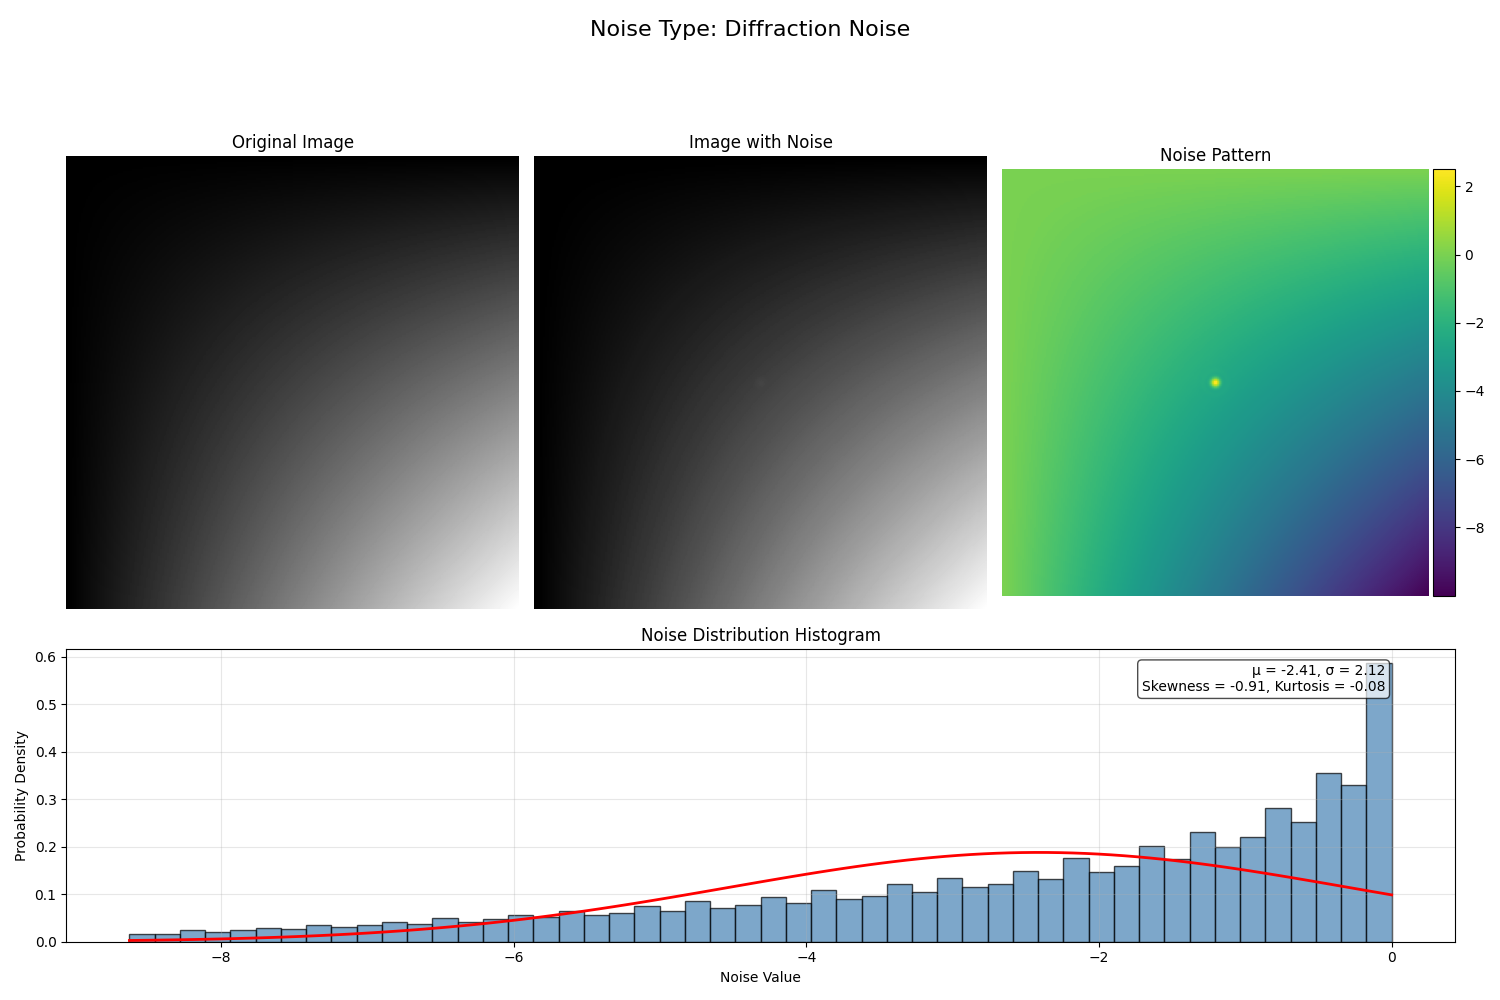 Noise Type: Diffraction Noise
Original Image
Image with Noise
Noise Pattern
2
0
−2
−4
−6
−8
Noise Distribution Histogram
μ = -2.41, σ = 2.12
Skewness = -0.91, Kurtosis = -0.08
Probability Density
0.6
0.5
0.4
0.3
0.2
0.1
0.0
−8
−6
−4
−2
0
Noise Value